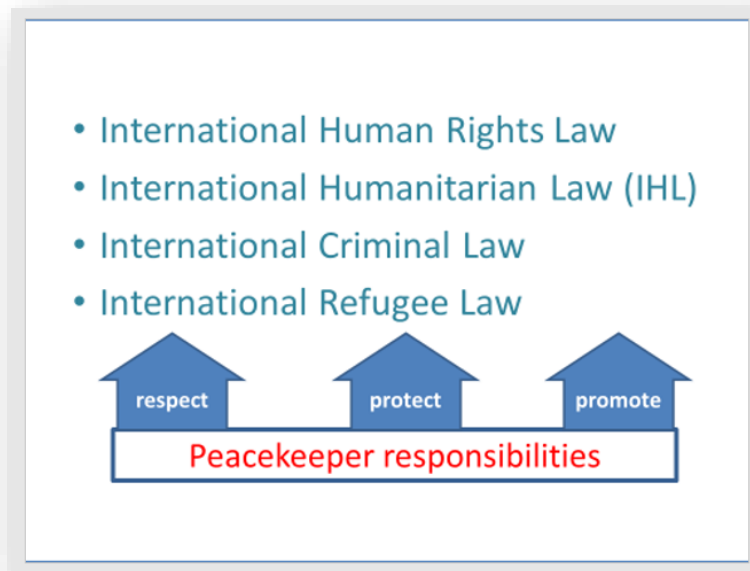 • International Human Rights Law
• International Humanitarian Law (IHL)
• International Criminal Law
• International Refugee Law
respect protect promote
Peacekeeper responsibilities